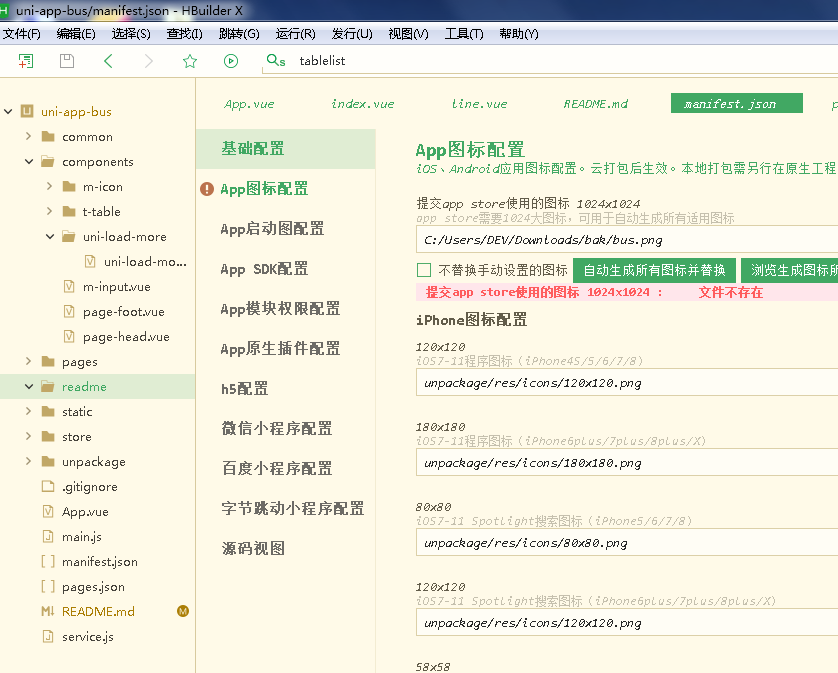 uni-app-bus/manifest.json - HBuilder X
文件(F) 编辑(E) 选择(S) 查找(I) 跳转(G) 运行(R) 发行(U) 视图(V) 工具(T) 帮助(Y)
tablelist
uni-app-bus
common
components
m-icon
t-table
uni-load-more
uni-load-mo...
m-input.vue
page-foot.vue
page-head.vue
pages
readme
static
store
unpackage
.gitignore
App.vue
main.js
manifest.json
pages.json
README.md
service.js
App.vue index.vue line.vue README.md manifest.json p
基础配置
App图标配置
App启动图配置
App SDK配置
App模块权限配置
App原生插件配置
h5配置
微信小程序配置
百度小程序配置
字节跳动小程序配置
源码视图
App图标配置
iOS、Android应用图标配置。云打包后生效。本地打包需另行在原生工程
提交app store使用的图标 1024x1024
app store需要1024大图标，可用于自动生成所有适用图标
C:/Users/DEV/Downloads/bak/bus.png
不替换手动设置的图标 自动生成所有图标并替换 浏览生成图标所
提交app store使用的图标 1024x1024 : 文件不存在
iPhone图标配置
120x120
iOS7-11程序图标（iPhone4S/5/6/7/8）
unpackage/res/icons/120x120.png
180x180
iOS7-11程序图标（iPhone6plus/7plus/8plus/X）
unpackage/res/icons/180x180.png
80x80
iOS7-11 Spotlight搜索图标（iPhone5/6/7/8）
unpackage/res/icons/80x80.png
120x120
iOS7-11 Spotlight搜索图标（iPhone6plus/7plus/8plus/X）
unpackage/res/icons/120x120.png
58x58